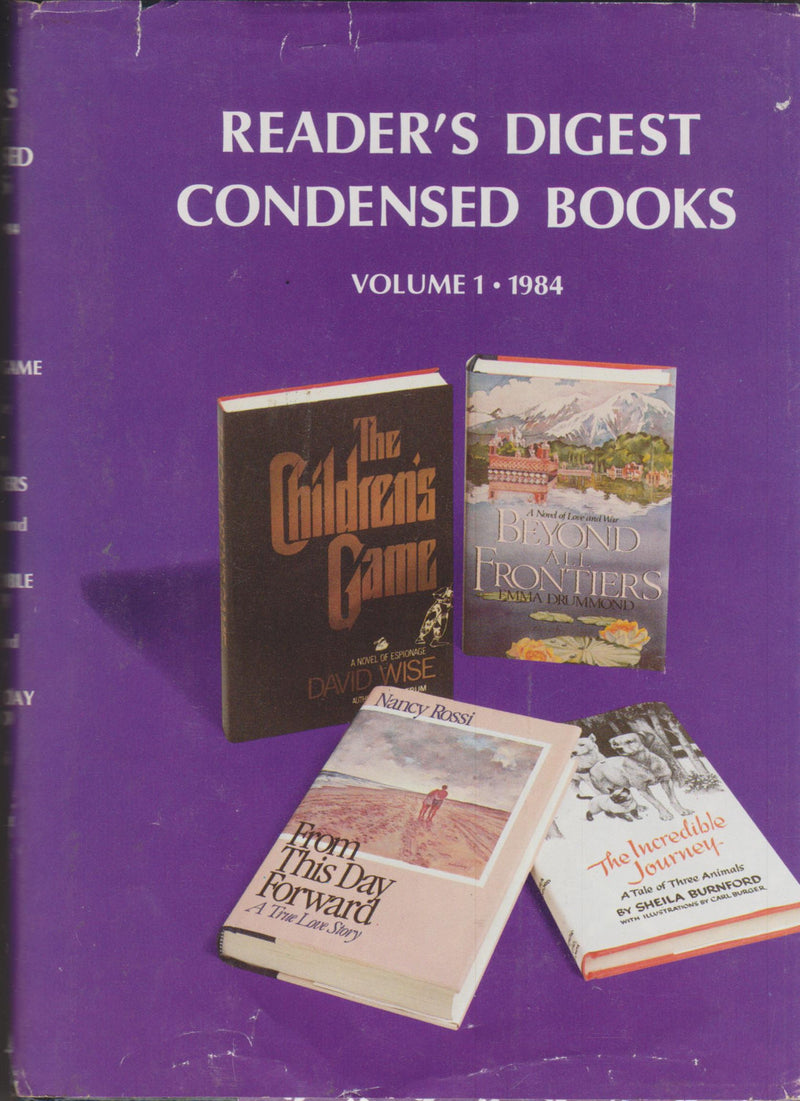 READER'S DIGEST
CONDENSED BOOKS
VOLUME 1 • 1984
The
Children's
Game
A NOVEL OF ESPIONAGE
DAVID WISE
A Novel of Love and War
BEYOND
ALL
FRONTIERS
EMMA DRUMMOND
Nancy Rossi
From
This Day
Forward
A True Love Story
The Incredible
Journey
A Tale of Three Animals
BY SHEILA BURNFORD
WITH ILLUSTRATIONS BY CARL BURGER